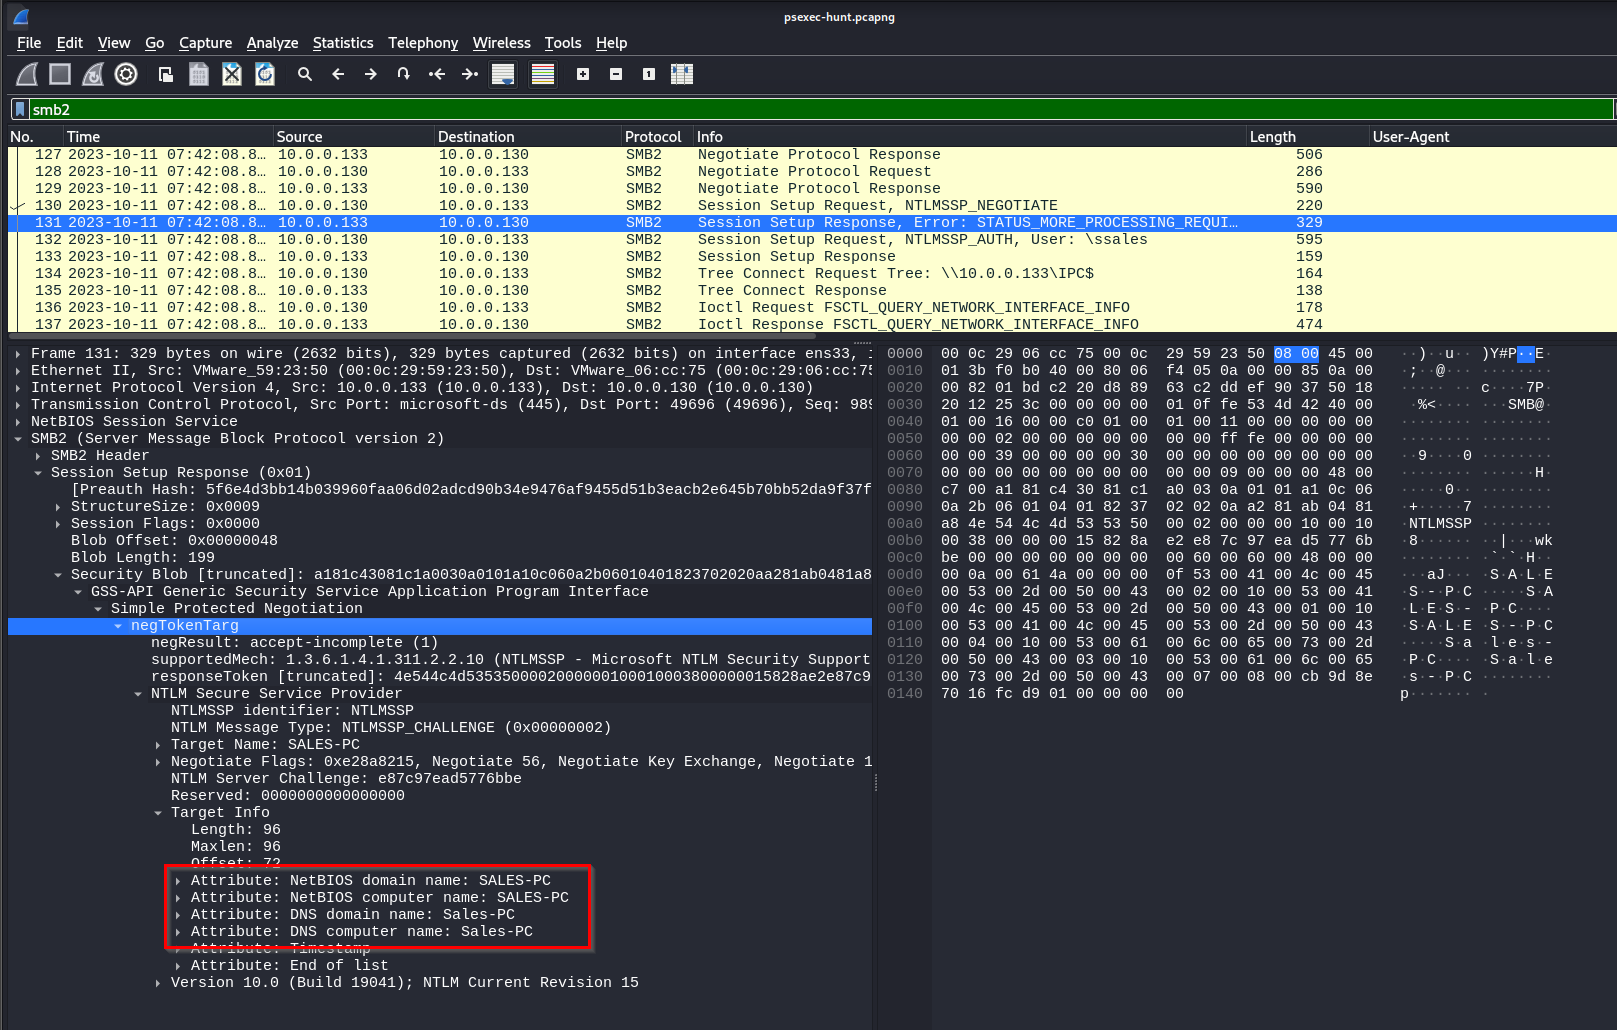 psexec-hunt.pcapng
File Edit View Go Capture Analyze Statistics Telephony Wireless Tools Help
smb2
No. Time Source Destination Protocol Info Length User-Agent
127 2023-10-11 07:42:08.8… 10.0.0.133 10.0.0.130 SMB2 Negotiate Protocol Response 506
128 2023-10-11 07:42:08.8… 10.0.0.130 10.0.0.133 SMB2 Negotiate Protocol Request 286
129 2023-10-11 07:42:08.8… 10.0.0.133 10.0.0.130 SMB2 Negotiate Protocol Response 590
130 2023-10-11 07:42:08.8… 10.0.0.130 10.0.0.133 SMB2 Session Setup Request, NTLMSSP_NEGOTIATE 220
131 2023-10-11 07:42:08.8… 10.0.0.133 10.0.0.130 SMB2 Session Setup Response, Error: STATUS_MORE_PROCESSING_REQUI… 329
132 2023-10-11 07:42:08.8… 10.0.0.130 10.0.0.133 SMB2 Session Setup Request, NTLMSSP_AUTH, User: \ssales 595
133 2023-10-11 07:42:08.8… 10.0.0.133 10.0.0.130 SMB2 Session Setup Response 159
134 2023-10-11 07:42:08.8… 10.0.0.130 10.0.0.133 SMB2 Tree Connect Request Tree: \\10.0.0.133\IPC$ 164
135 2023-10-11 07:42:08.8… 10.0.0.133 10.0.0.130 SMB2 Tree Connect Response 138
136 2023-10-11 07:42:08.8… 10.0.0.130 10.0.0.133 SMB2 Ioctl Request FSCTL_QUERY_NETWORK_INTERFACE_INFO 178
137 2023-10-11 07:42:08.8… 10.0.0.133 10.0.0.130 SMB2 Ioctl Response FSCTL_QUERY_NETWORK_INTERFACE_INFO 474
Frame 131: 329 bytes on wire (2632 bits), 329 bytes captured (2632 bits) on interface ens33,
Ethernet II, Src: VMware_59:23:50 (00:0c:29:59:23:50), Dst: VMware_06:cc:75 (00:0c:29:06:cc:75
Internet Protocol Version 4, Src: 10.0.0.133 (10.0.0.133), Dst: 10.0.0.130 (10.0.0.130)
Transmission Control Protocol, Src Port: microsoft-ds (445), Dst Port: 49696 (49696), Seq: 989
NetBIOS Session Service
SMB2 (Server Message Block Protocol version 2)
SMB2 Header
Session Setup Response (0x01)
[Preauth Hash: 5f6e4d3bb14b039960faa06d02adcd90b34e9476af9455d51b3eacb2e645b70bb52da9f37f
StructureSize: 0x0009
Session Flags: 0x0000
Blob Offset: 0x00000048
Blob Length: 199
Security Blob [truncated]: a181c43081c1a0030a0101a10c060a2b06010401823702020aa281ab0481a8
GSS-API Generic Security Service Application Program Interface
Simple Protected Negotiation
negTokenTarg
negResult: accept-incomplete (1)
supportedMech: 1.3.6.1.4.1.311.2.2.10 (NTLMSSP - Microsoft NTLM Security Support
responseToken [truncated]: 4e544c4d5353500002000000100010003800000015828ae2e87c9
NTLM Secure Service Provider
NTLMSSP identifier: NTLMSSP
NTLM Message Type: NTLMSSP_CHALLENGE (0x00000002)
Target Name: SALES-PC
Negotiate Flags: 0xe28a8215, Negotiate 56, Negotiate Key Exchange, Negotiate 1
NTLM Server Challenge: e87c97ead5776bbe
Reserved: 0000000000000000
Target Info
Length: 96
Maxlen: 96
Offset: 72
Attribute: NetBIOS domain name: SALES-PC
Attribute: NetBIOS computer name: SALES-PC
Attribute: DNS domain name: Sales-PC
Attribute: DNS computer name: Sales-PC
Attribute: Timestamp
Attribute: End of list
Version 10.0 (Build 19041); NTLM Current Revision 15
0000 00 0c 29 06 cc 75 00 0c 29 59 23 50 08 00 45 00 ··)··u·· )Y#P··E·
0010 01 3b f0 b0 40 00 80 06 f4 05 0a 00 00 85 0a 00 ·;··@··· ········
0020 00 82 01 bd c2 20 d8 89 63 c2 dd ef 90 37 50 18 ····· ·· c····7P·
0030 20 12 25 3c 00 00 00 00 01 0f fe 53 4d 42 40 00 ·%<···· ···SMB@·
0040 01 00 16 00 00 c0 01 00 01 00 11 00 00 00 00 00 ········ ········
0050 00 00 02 00 00 00 00 00 00 00 ff fe 00 00 00 00 ········ ········
0060 00 00 39 00 00 00 00 30 00 00 00 00 00 00 00 00 ··9····0 ········
0070 00 00 00 00 00 00 00 00 00 09 00 00 00 00 48 00 ········ ······H·
0080 c7 00 a1 81 c4 30 81 c1 a0 03 0a 01 01 a1 0c 06 ·····0·· ········
0090 0a 2b 06 01 04 01 82 37 02 02 0a a2 81 ab 04 81 ·+·····7 ········
00a0 a8 4e 54 4c 4d 53 53 50 00 02 00 00 00 10 00 10 ·NTLMSSP ········
00b0 00 38 00 00 00 15 82 8a e2 e8 7c 97 ea d5 77 6b ·8······ ··|···wk
00c0 be 00 00 00 00 00 00 00 00 60 00 60 00 48 00 00 ········ ·`·`·H··
00d0 00 0a 00 61 4a 00 00 00 0f 53 00 41 00 4c 00 45 ···aJ··· ·S·A·L·E
00e0 00 53 00 2d 00 50 00 43 00 02 00 10 00 53 00 41 ·S·-·P·C ·····S·A
00f0 00 4c 00 45 00 53 00 2d 00 50 00 43 00 01 00 10 ·L·E·S·- ·P·C····
0100 00 53 00 41 00 4c 00 45 00 53 00 2d 00 50 00 43 ·S·A·L·E ·S·-·P·C
0110 00 04 00 10 00 53 00 61 00 6c 00 65 00 73 00 2d ·····S·a ·l·e·s·-
0120 00 50 00 43 00 03 00 10 00 53 00 61 00 6c 00 65 ·P·C···· ·S·a·l·e
0130 00 73 00 2d 00 50 00 43 00 07 00 08 00 cb 9d 8e ·s·-·P·C ········
0140 70 16 fc d9 01 00 00 00 00 p······· ·